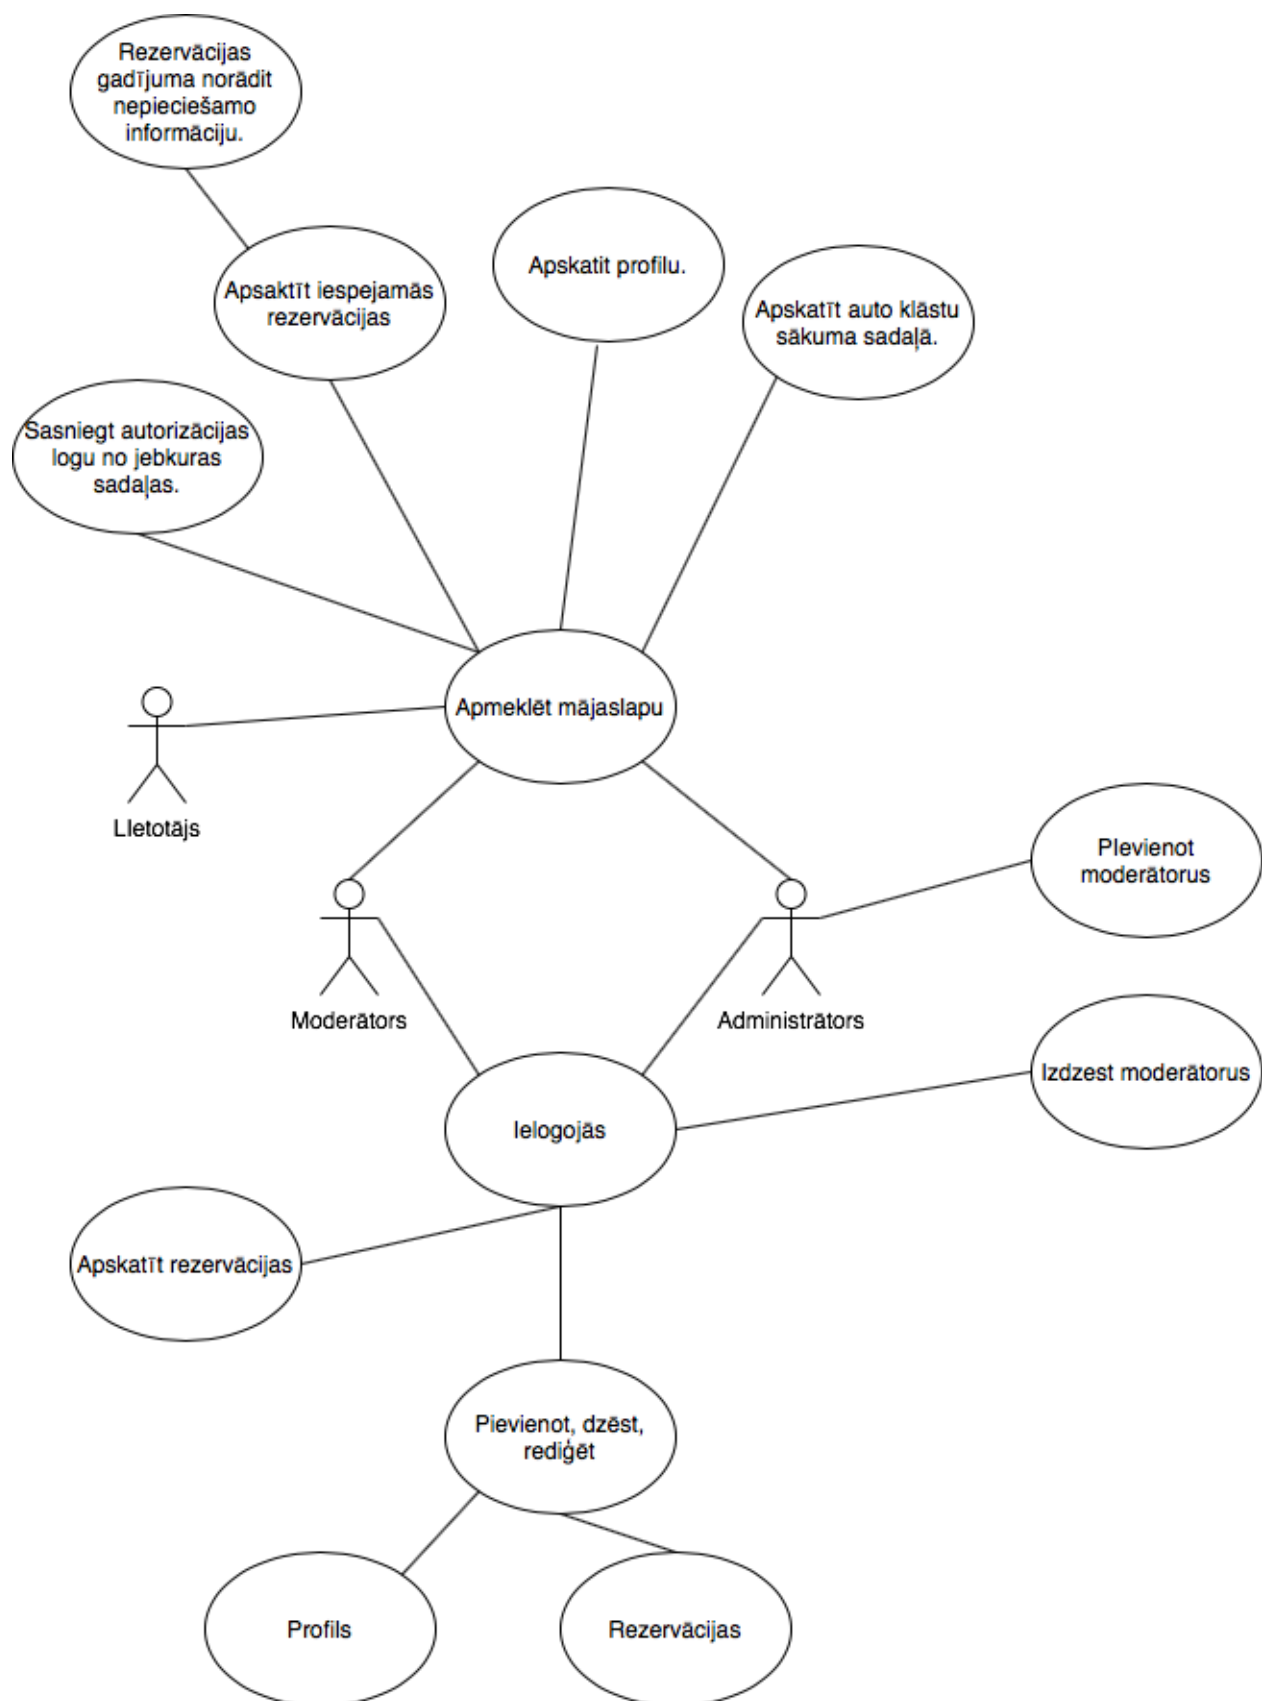 Rezervācijas
gadījuma norādit
nepieciešamo
informāciju.
Apsaktīt iespejamās
rezervācijas
Apskatit profilu.
Apskatīt auto klāstu
sākuma sadaļā.
Sasniegt autorizācijas
logu no jebkuras
sadaļas.
Apmeklēt mājaslapu
LIetotājs
PIevienot
moderātorus
Moderātors
Administrātors
Izdzest moderātorus
Ielogojās
Apskatīt rezervācijas
Pievienot, dzēst,
rediģēt
Profils
Rezervācijas